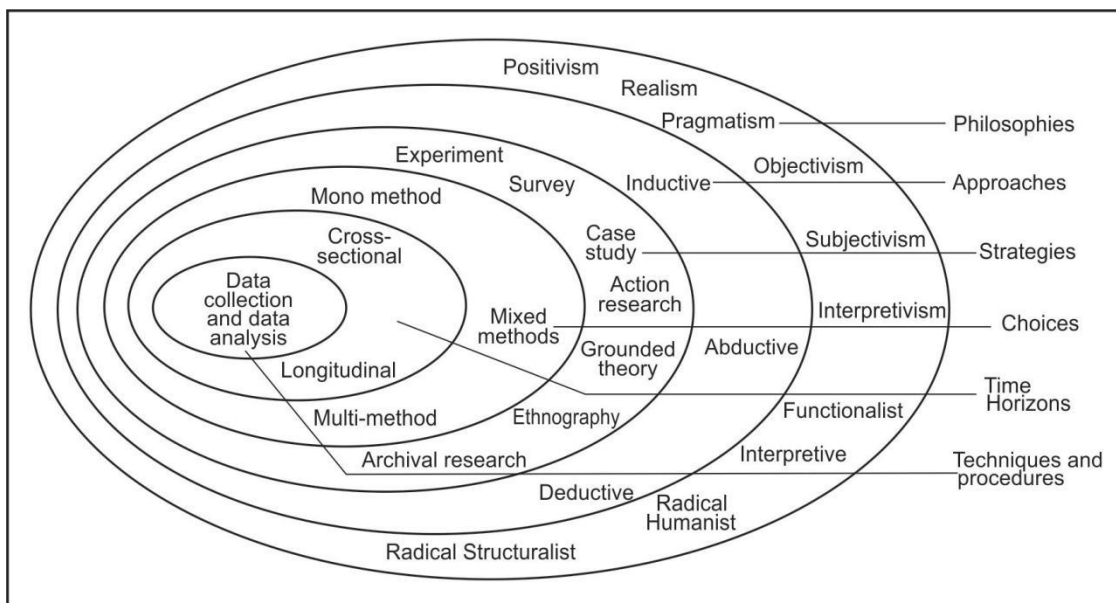 Positivism
Realism
Pragmatism
Philosophies
Experiment
Objectivism
Survey
Inductive
Approaches
Mono method
Cross-
sectional
Case
study
Subjectivism
Strategies
Data
collection
and data
analysis
Action
research
Mixed
methods
Interpretivism
Choices
Grounded
theory
Abductive
Longitudinal
Time
Horizons
Multi-method
Ethnography
Functionalist
Archival research
Interpretive
Techniques and
procedures
Deductive
Radical
Humanist
Radical Structuralist